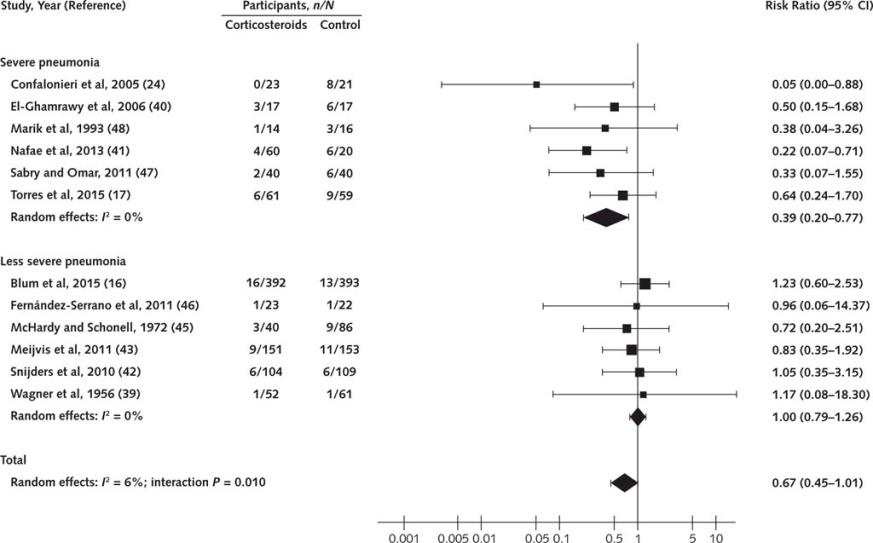 Study, Year (Reference) Participants, n/N Risk Ratio (95% CI)
Corticosteroids Control
Severe pneumonia
Confalonieri et al, 2005 (24) 0/23 8/21 0.05 (0.00–0.88)
El-Ghamrawy et al, 2006 (40) 3/17 6/17 0.50 (0.15–1.68)
Marik et al, 1993 (48) 1/14 3/16 0.38 (0.04–3.26)
Nafae et al, 2013 (41) 4/60 6/20 0.22 (0.07–0.71)
Sabry and Omar, 2011 (47) 2/40 6/40 0.33 (0.07–1.55)
Torres et al, 2015 (17) 6/61 9/59 0.64 (0.24–1.70)
Random effects: I² = 0% 0.39 (0.20–0.77)
Less severe pneumonia
Blum et al, 2015 (16) 16/392 13/393 1.23 (0.60–2.53)
Fernández-Serrano et al, 2011 (46) 1/23 1/22 0.96 (0.06–14.37)
McHardy and Schonell, 1972 (45) 3/40 9/86 0.72 (0.20–2.51)
Meijvis et al, 2011 (43) 9/151 11/153 0.83 (0.35–1.92)
Snijders et al, 2010 (42) 6/104 6/109 1.05 (0.35–3.15)
Wagner et al, 1956 (39) 1/52 1/61 1.17 (0.08–18.30)
Random effects: I² = 0% 1.00 (0.79–1.26)
Total
Random effects: I² = 6%; interaction P = 0.010 0.67 (0.45–1.01)
0.001 0.005 0.01 0.05 0.1 0.5 1 5 10